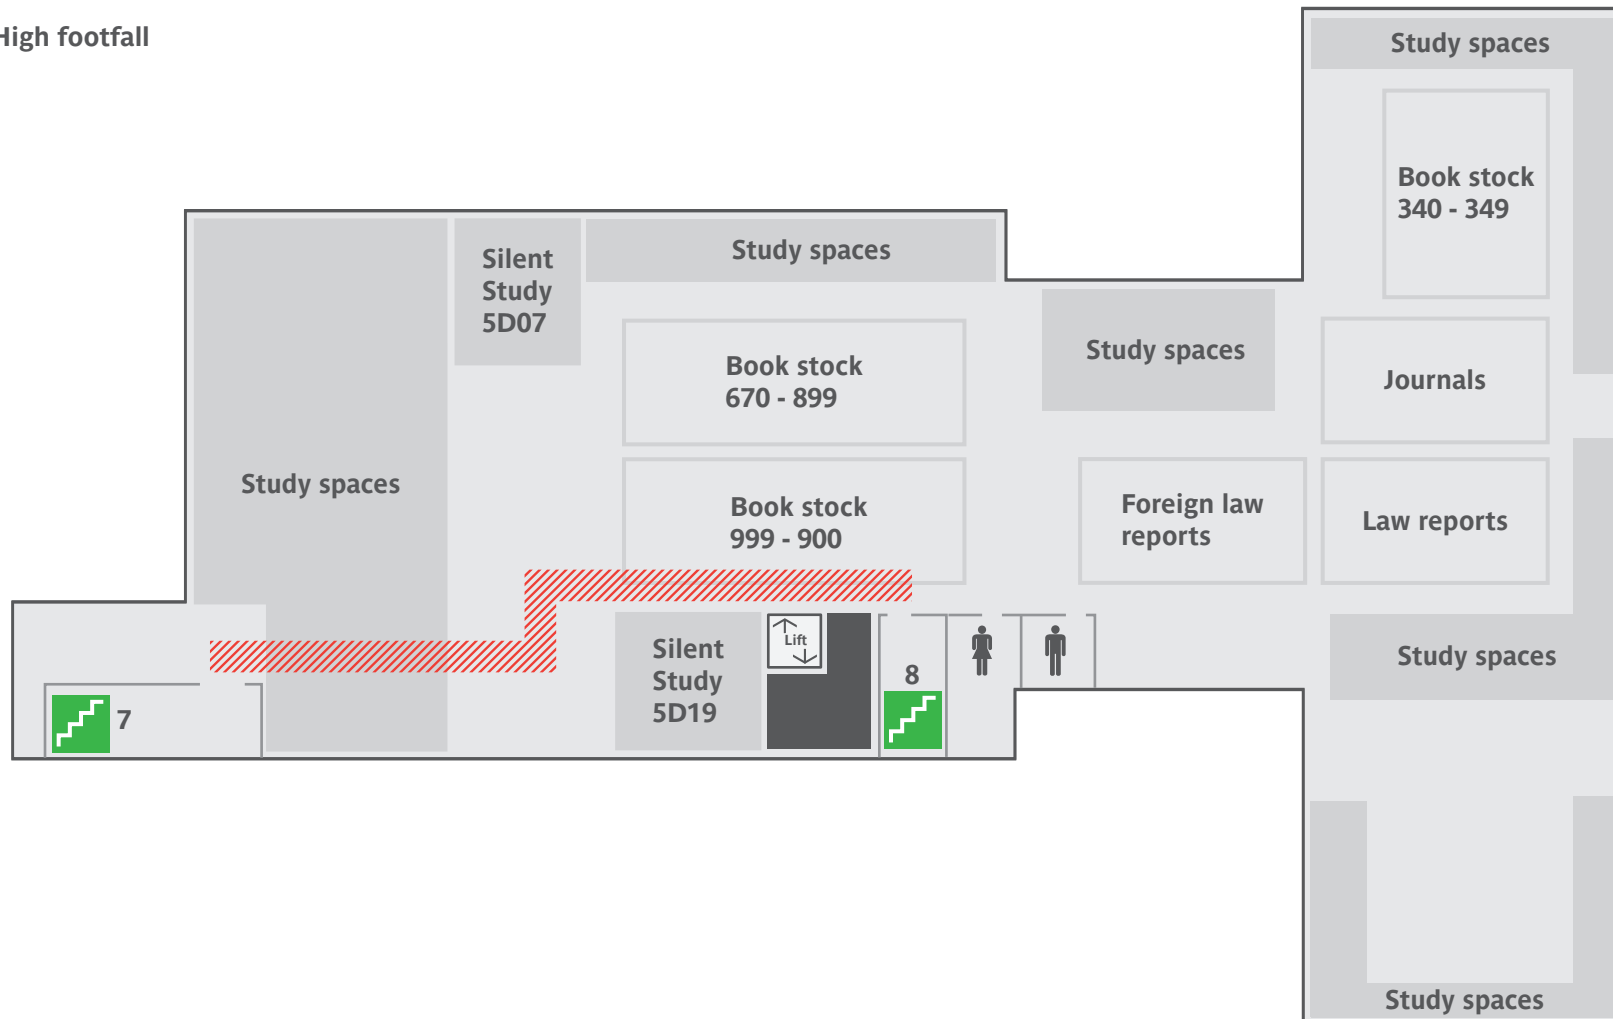 High footfall
Study spaces
Book stock
340 - 349
Silent
Study
5D07
Study spaces
Book stock
670 - 899
Study spaces
Journals
Study spaces
Book stock
999 - 900
Foreign law
reports
Law reports
Silent
Study
5D19
Lift
8
7
Study spaces
Study spaces